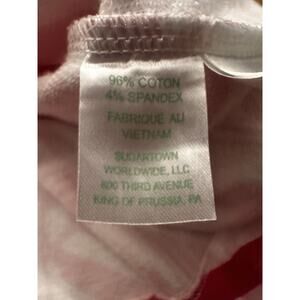 96% COTON
4% SPANDEX
FABRIQUE AU
VIETNAM
SUGARTOWN
WORLDWIDE, LLC
800 THIRD AVENUE
KING OF PRUSSIA, PA